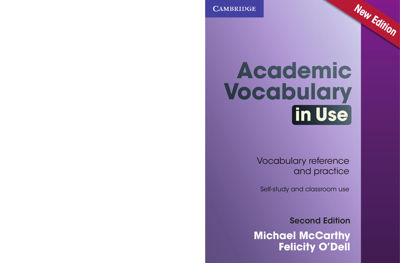 CAMBRIDGE
New Edition
Academic
Vocabulary
in Use
Vocabulary reference
and practice
Self-study and classroom use
Second Edition
Michael McCarthy
Felicity O'Dell